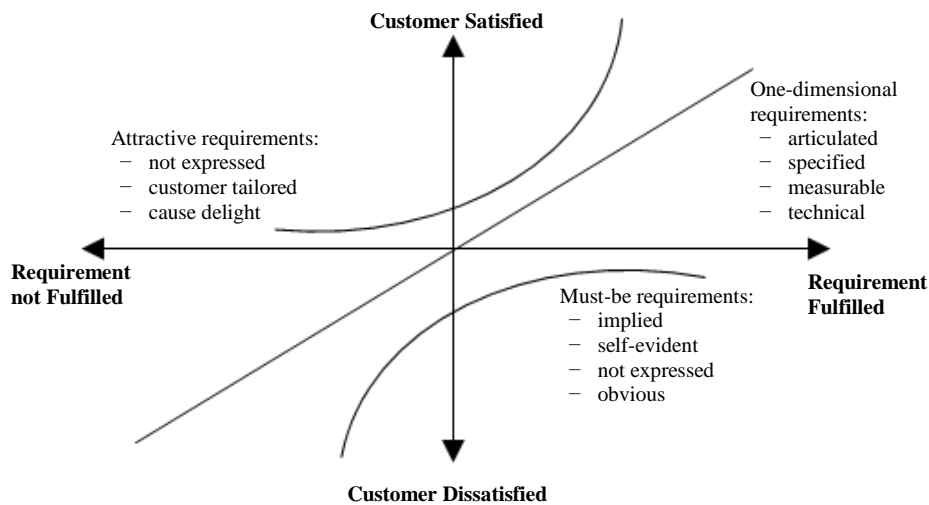 Customer Satisfied
One-dimensional
requirements:
− articulated
− specified
− measurable
− technical
Attractive requirements:
− not expressed
− customer tailored
− cause delight
Requirement
not Fulfilled
Requirement
Fulfilled
Must-be requirements:
− implied
− self-evident
− not expressed
− obvious
Customer Dissatisfied